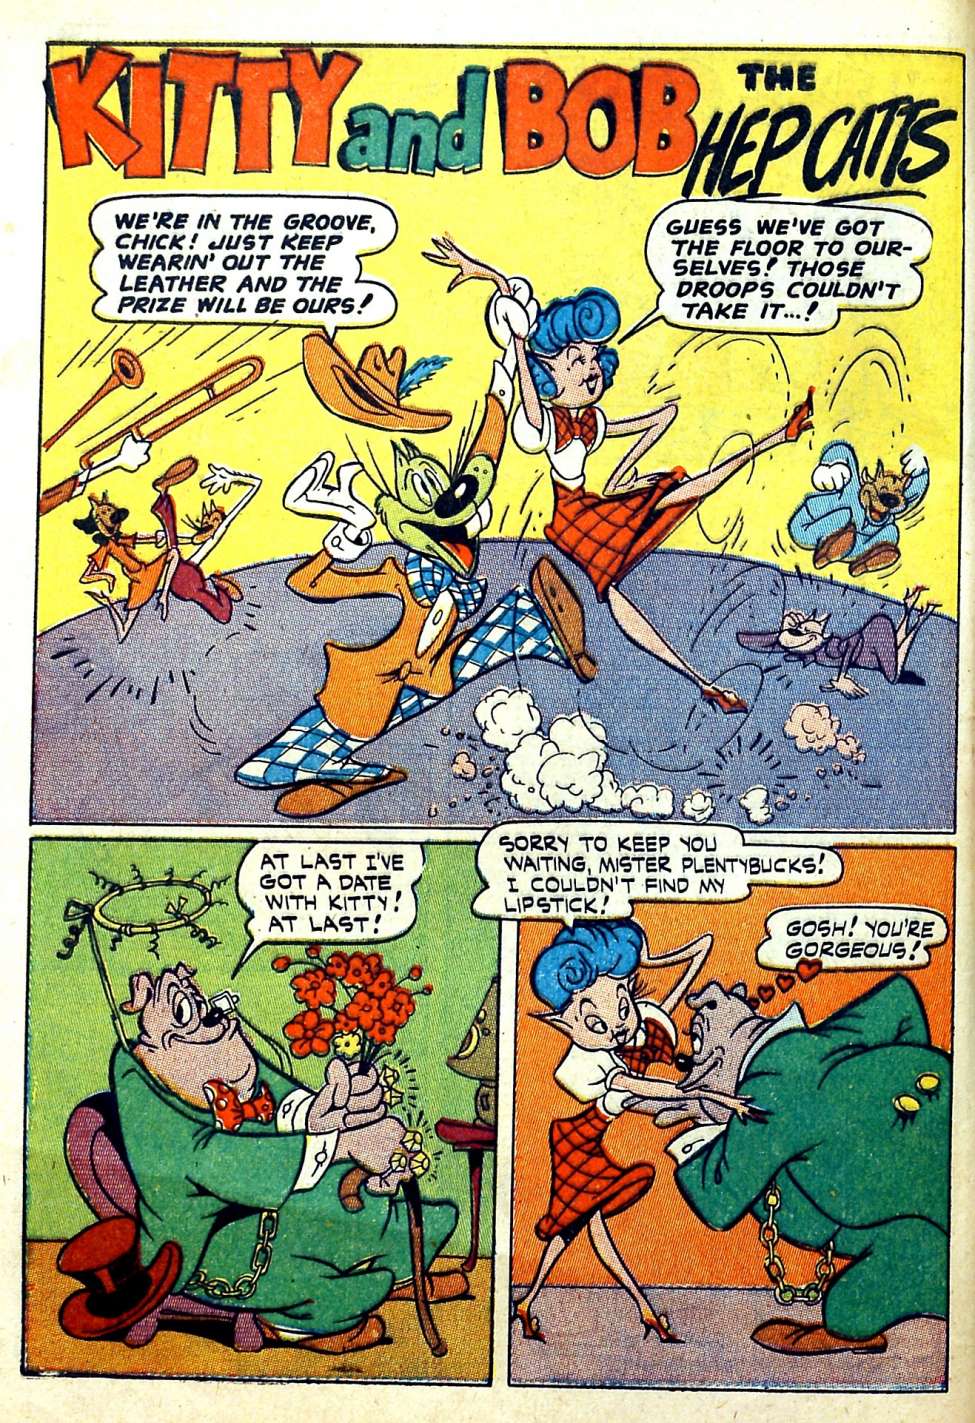 KITTY and BOB THE
HEP CATTS
WE'RE IN THE GROOVE,
CHICK! JUST KEEP
WEARIN' OUT THE
LEATHER AND THE
PRIZE WILL BE OURS!
GUESS WE'VE GOT
THE FLOOR TO OUR-
SELVES! THOSE
DROOPS COULDN'T
TAKE IT...!
AT LAST I'VE
GOT A DATE
WITH KITTY!
AT LAST!
SORRY TO KEEP YOU
WAITING, MISTER PLENTYBUCKS!
I COULDN'T FIND MY
LIPSTICK!
GOSH! YOU'RE
GORGEOUS!